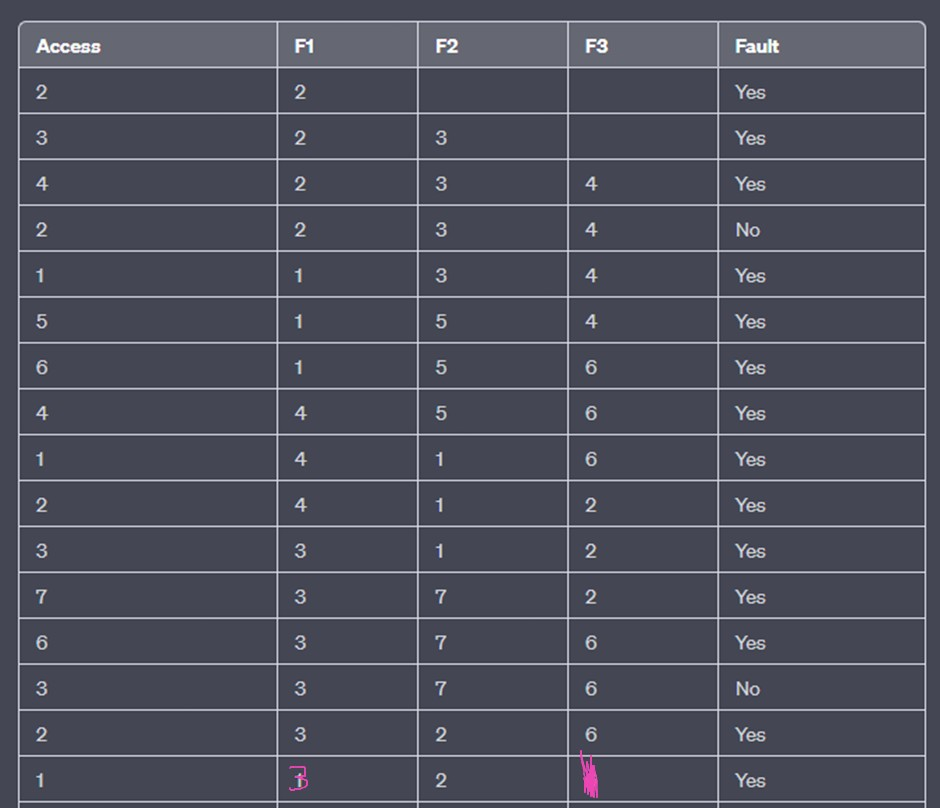 Access F1 F2 F3 Fault
2 2 Yes
3 2 3 Yes
4 2 3 4 Yes
2 2 3 4 No
1 1 3 4 Yes
5 1 5 4 Yes
6 1 5 6 Yes
4 4 5 6 Yes
1 4 1 6 Yes
2 4 1 2 Yes
3 3 1 2 Yes
7 3 7 2 Yes
6 3 7 6 Yes
3 3 7 6 No
2 3 2 6 Yes
1 3 2 Yes